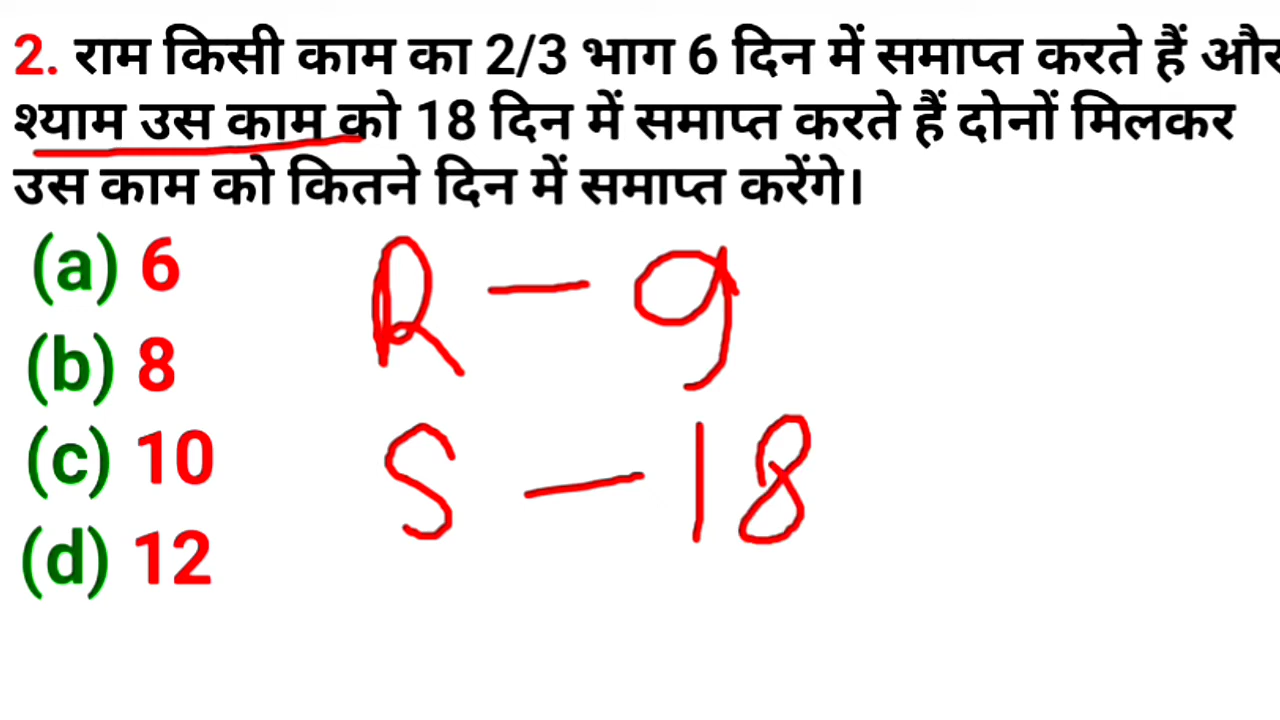 2. राम किसी काम का 2/3 भाग 6 दिन में समाप्त करते हैं और
श्याम उस काम को 18 दिन में समाप्त करते हैं दोनों मिलकर
उस काम को कितने दिन में समाप्त करेंगे।
(a) 6
R — 9
(b) 8
(c) 10
S — 18
(d) 12